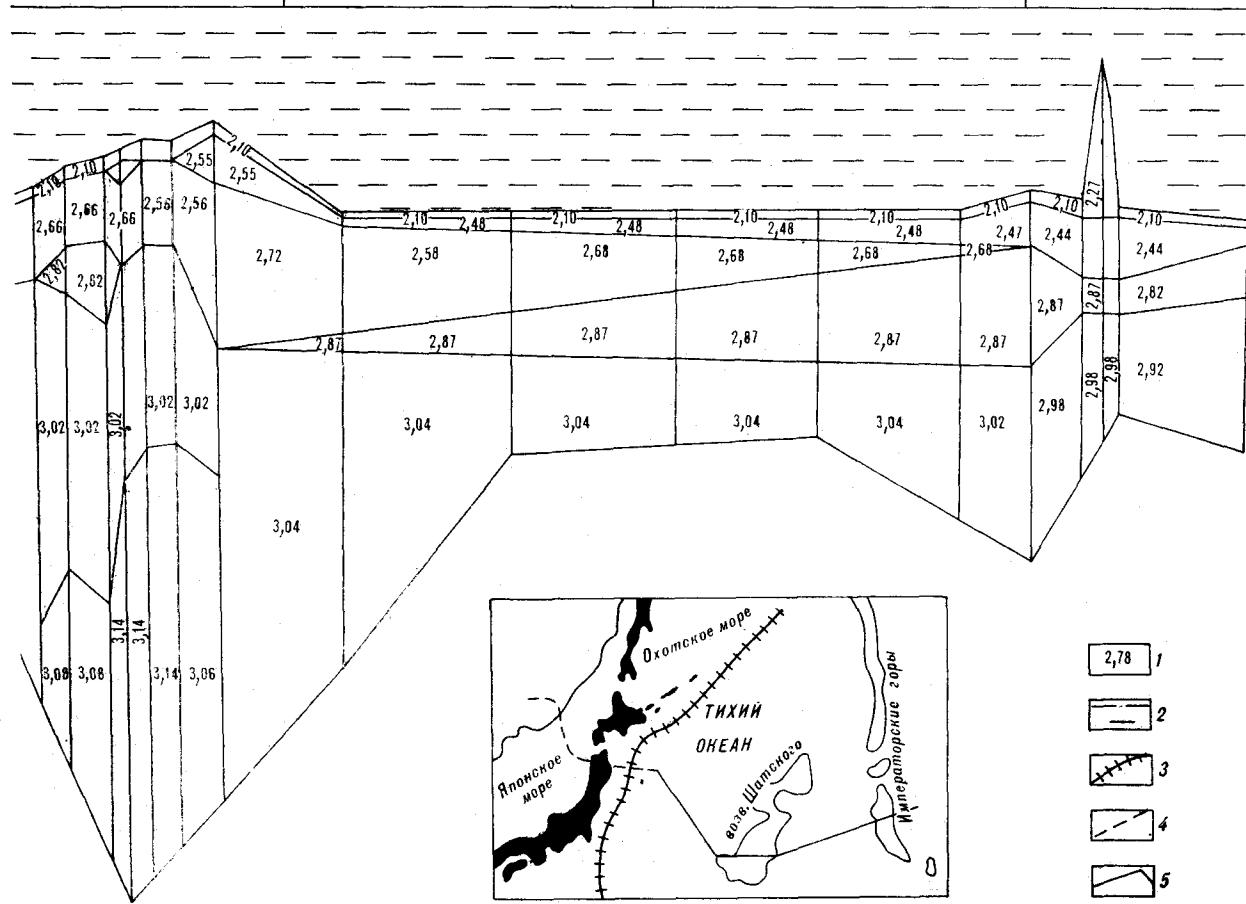 2,10 2,10 2,55 2,10
2,55
2,66 2,66 2,66 2,56 2,56
2,82 2,82
2,72
2,10 2,48 2,10 2,48 2,10 2,48 2,10 2,48
2,10 2,10 2,27 2,10
2,47 2,44 2,44
2,58 2,68 2,68 2,68 2,68
2,87 2,87 2,87 2,87 2,87 2,87 2,87 2,87 2,82
3,02 3,02 3,02 3,02 3,02
3,04 3,04 3,04 3,04 3,04 3,02 2,98 2,98 2,98 2,92
3,08 3,08 3,14 3,14 3,14 3,06
Охотское море
ТИХИЙ
ОКЕАН
Японское
море
возв. Шатского
Императорские горы
2,78 1
2
3
4
5